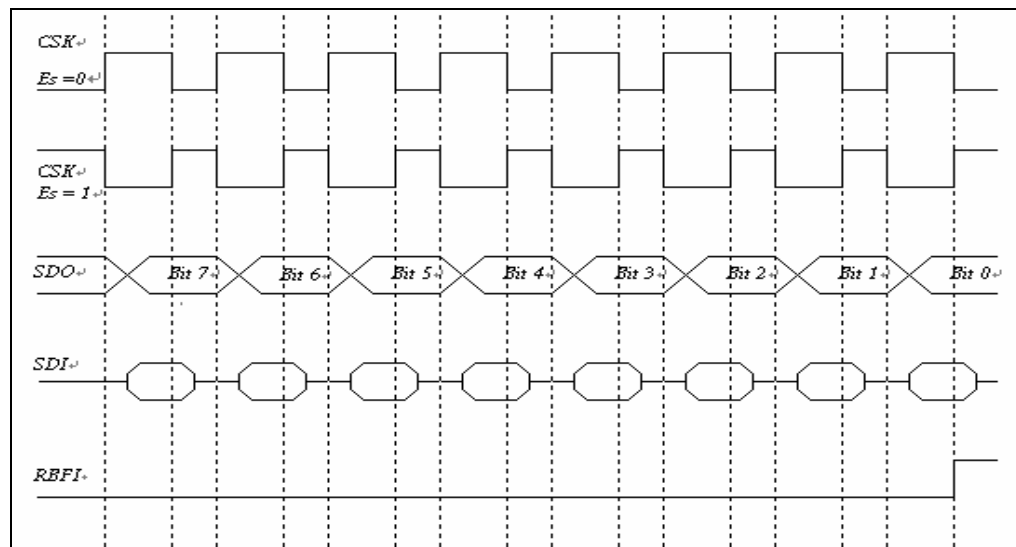 CSK↵
Es =0↵
CSK↵
Es = 1↵
SDO↵ Bit 7↵ Bit 6↵ Bit 5↵ Bit 4↵ Bit 3↵ Bit 2↵ Bit 1↵ Bit 0↵
SDI↵
RBFI↵